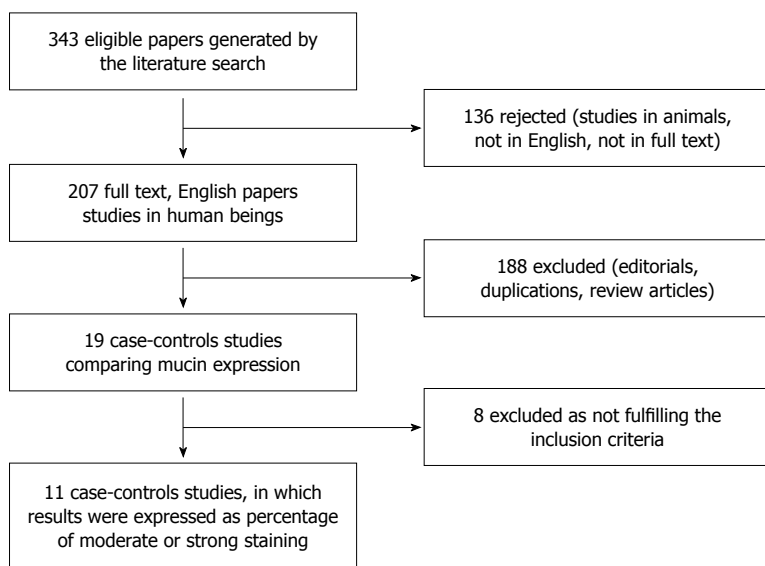 343 eligible papers generated by
the literature search
136 rejected (studies in animals,
not in English, not in full text)
207 full text, English papers
studies in human beings
188 excluded (editorials,
duplications, review articles)
19 case-controls studies
comparing mucin expression
8 excluded as not fulfilling the
inclusion criteria
11 case-controls studies, in which
results were expressed as percentage
of moderate or strong staining